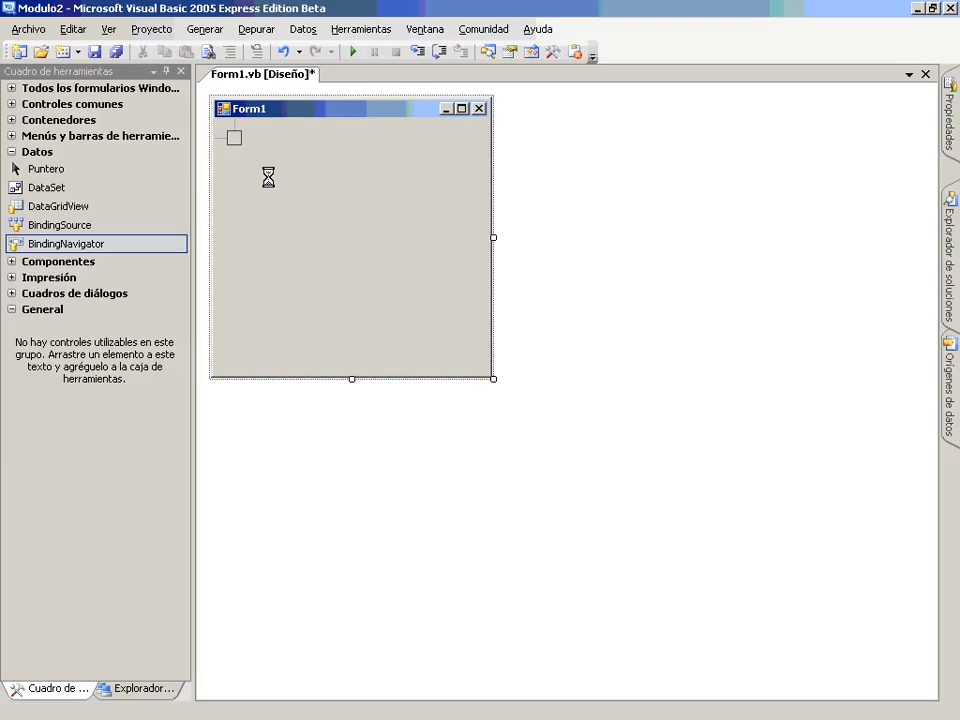 Modulo2 - Microsoft Visual Basic 2005 Express Edition Beta
Archivo Editar Ver Proyecto Generar Depurar Datos Herramientas Ventana Comunidad Ayuda
Cuadro de herramientas
Form1.vb [Diseño]*
Todos los formularios Windo...
Controles comunes
Contenedores
Menús y barras de herramie...
Datos
Puntero
DataSet
DataGridView
BindingSource
BindingNavigator
Componentes
Impresión
Cuadros de diálogos
General
No hay controles utilizables en este
grupo. Arrastre un elemento a este
texto y agréguelo a la caja de
herramientas.
Cuadro de ... Explorador...
Form1
Propiedades
Explorador de soluciones
Orígenes de datos